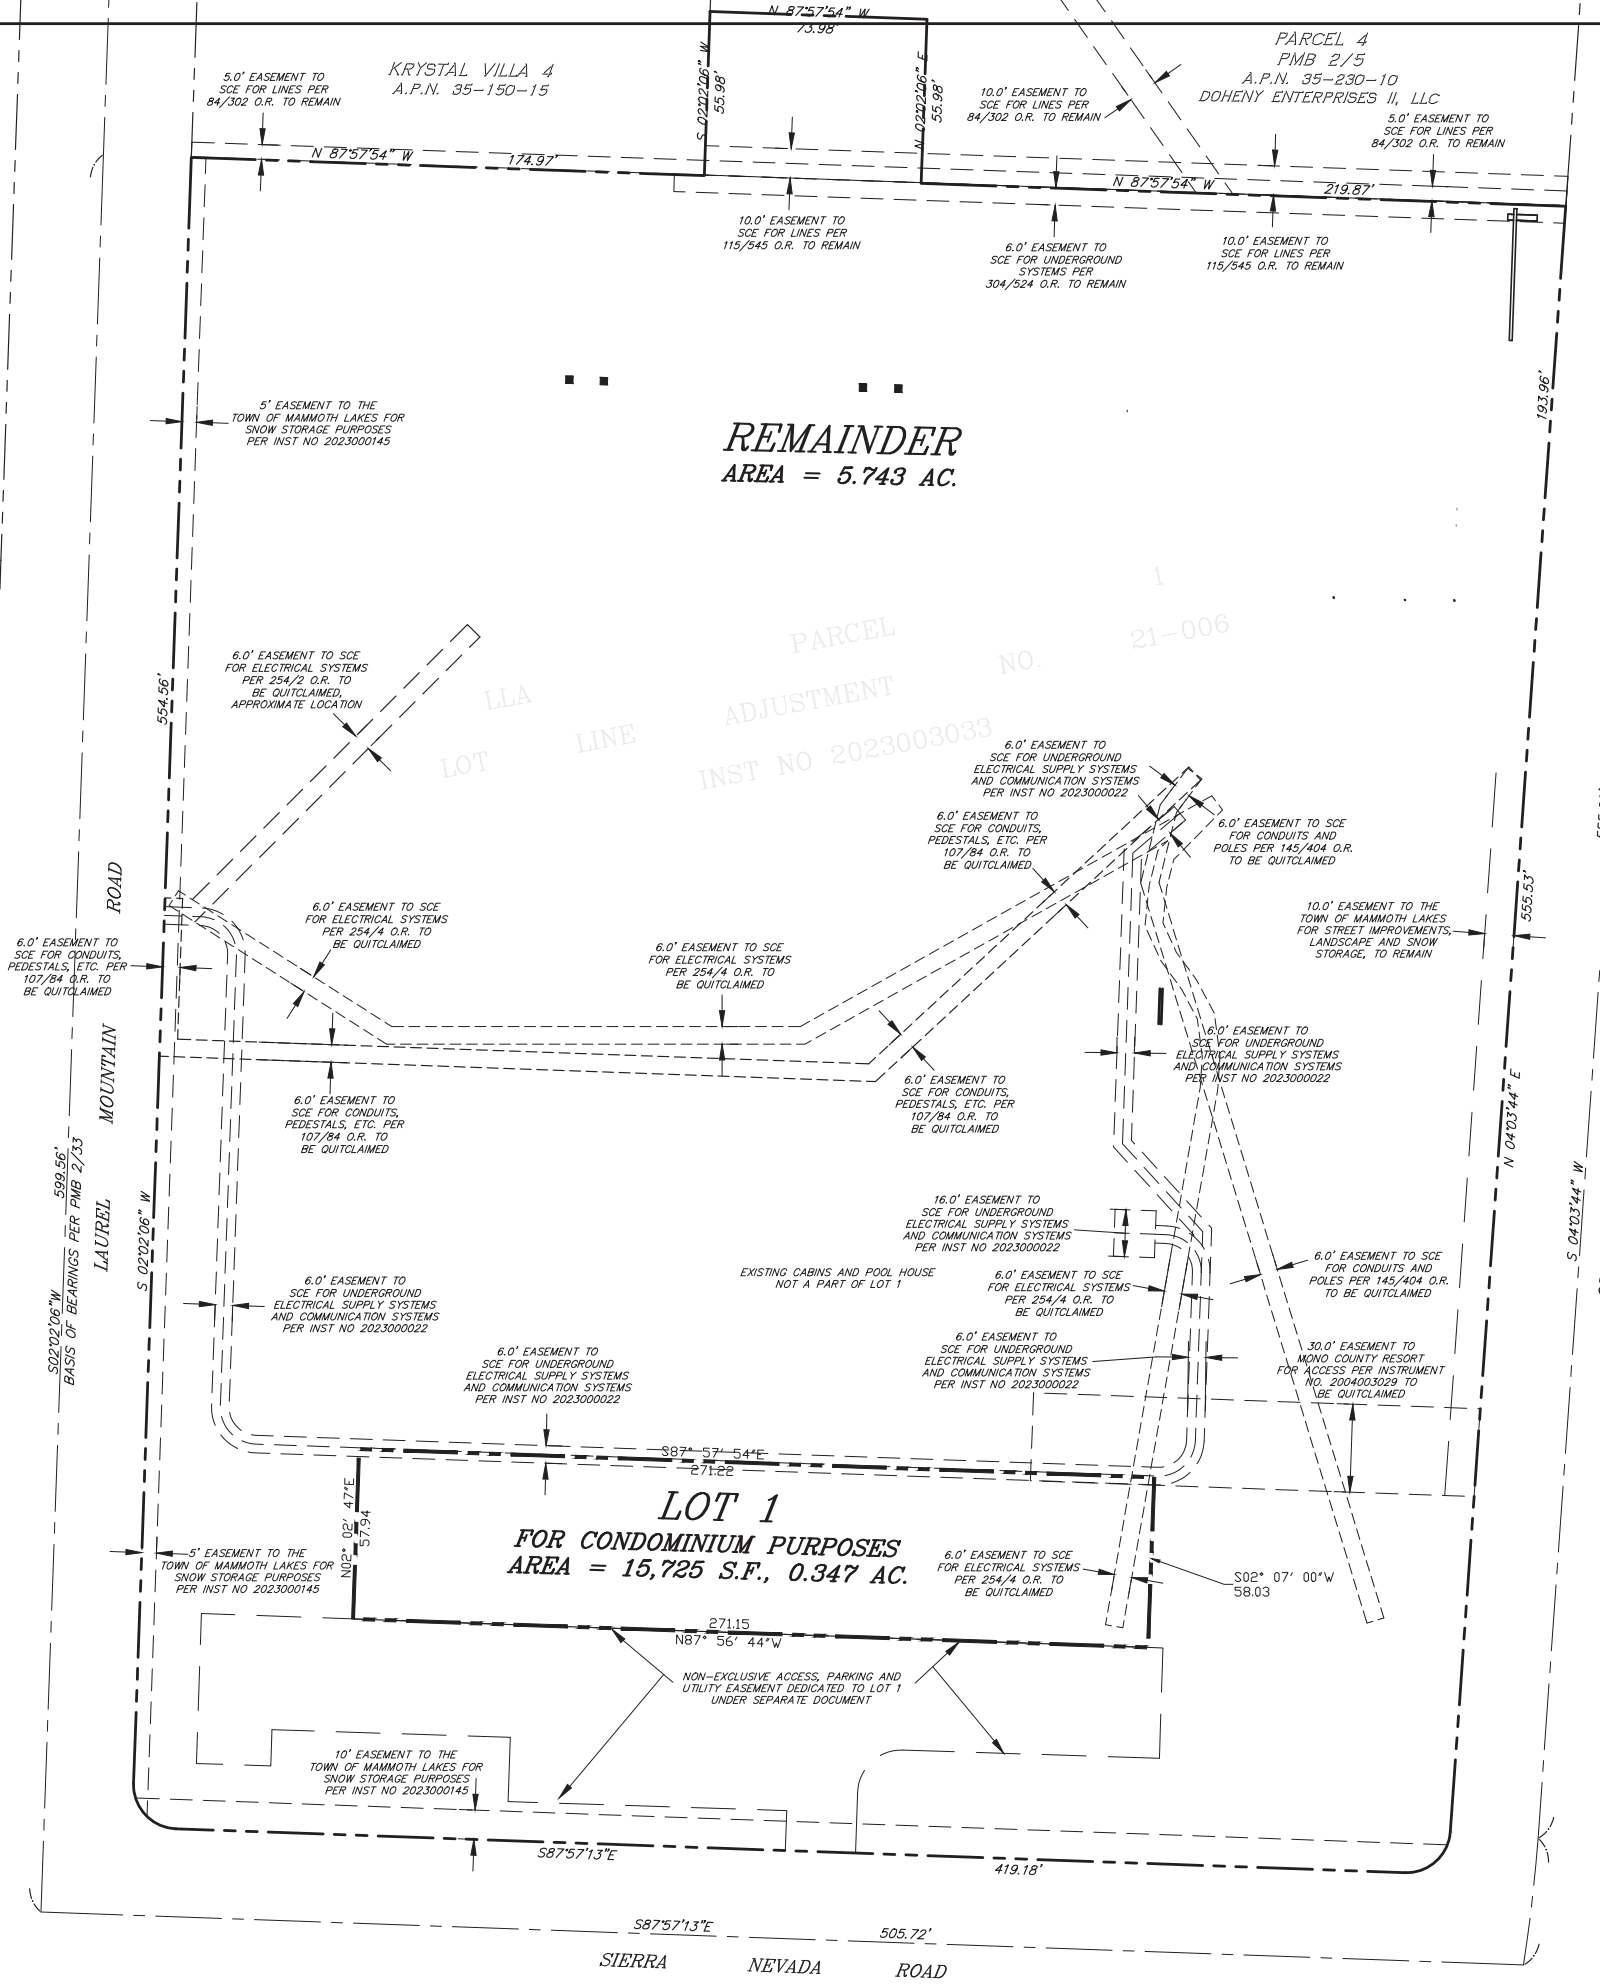 N 87°57'54" W
73.98'
S 02°02'06" W
55.98'
N 02°02'06" E
55.98'
KRYSTAL VILLA 4
A.P.N. 35-150-15
PARCEL 4
PMB 2/5
A.P.N. 35-230-10
DOHENY ENTERPRISES II, LLC
5.0' EASEMENT TO
SCE FOR LINES PER
84/302 O.R. TO REMAIN
10.0' EASEMENT TO
SCE FOR LINES PER
84/302 O.R. TO REMAIN
5.0' EASEMENT TO
SCE FOR LINES PER
84/302 O.R. TO REMAIN
N 87°57'54" W
174.97'
N 87°57'54" W
219.87'
10.0' EASEMENT TO
SCE FOR LINES PER
115/545 O.R. TO REMAIN
6.0' EASEMENT TO
SCE FOR UNDERGROUND
SYSTEMS PER
304/524 O.R. TO REMAIN
10.0' EASEMENT TO
SCE FOR LINES PER
115/545 O.R. TO REMAIN
193.96'
5' EASEMENT TO THE
TOWN OF MAMMOTH LAKES FOR
SNOW STORAGE PURPOSES
PER INST NO 2023000145
REMAINDER
AREA = 5.743 AC.
PARCEL 1
LLA NO. 21-006
LOT LINE ADJUSTMENT
INST NO 2023003033
6.0' EASEMENT TO SCE
FOR ELECTRICAL SYSTEMS
PER 254/2 O.R. TO
BE QUITCLAIMED,
APPROXIMATE LOCATION
554.56'
6.0' EASEMENT TO
SCE FOR UNDERGROUND
ELECTRICAL SUPPLY SYSTEMS
AND COMMUNICATION SYSTEMS
PER INST NO 2023000022
6.0' EASEMENT TO
SCE FOR CONDUITS,
PEDESTALS, ETC. PER
107/84 O.R. TO
BE QUITCLAIMED
6.0' EASEMENT TO SCE
FOR CONDUITS AND
POLES PER 145/404 O.R.
TO BE QUITCLAIMED
10.0' EASEMENT TO THE
TOWN OF MAMMOTH LAKES
FOR STREET IMPROVEMENTS,
LANDSCAPE AND SNOW
STORAGE, TO REMAIN
555.53'
6.0' EASEMENT TO SCE
FOR ELECTRICAL SYSTEMS
PER 254/4 O.R. TO
BE QUITCLAIMED
6.0' EASEMENT TO
SCE FOR CONDUITS,
PEDESTALS, ETC. PER
107/84 O.R. TO
BE QUITCLAIMED
6.0' EASEMENT TO SCE
FOR ELECTRICAL SYSTEMS
PER 254/4 O.R. TO
BE QUITCLAIMED
6.0' EASEMENT TO
SCE FOR UNDERGROUND
ELECTRICAL SUPPLY SYSTEMS
AND COMMUNICATION SYSTEMS
PER INST NO 2023000022
6.0' EASEMENT TO
SCE FOR CONDUITS,
PEDESTALS, ETC. PER
107/84 O.R. TO
BE QUITCLAIMED
6.0' EASEMENT TO
SCE FOR CONDUITS,
PEDESTALS, ETC. PER
107/84 O.R. TO
BE QUITCLAIMED
LAUREL MOUNTAIN ROAD
S02°02'06"W 599.56'
BASIS OF BEARINGS PER PMB 2/33
S 02°02'06" W
N 04°03'44" E
S 04°03'44" W
16.0' EASEMENT TO
SCE FOR UNDERGROUND
ELECTRICAL SUPPLY SYSTEMS
AND COMMUNICATION SYSTEMS
PER INST NO 2023000022
EXISTING CABINS AND POOL HOUSE
NOT A PART OF LOT 1
6.0' EASEMENT TO SCE
FOR ELECTRICAL SYSTEMS
PER 254/4 O.R. TO
BE QUITCLAIMED
6.0' EASEMENT TO SCE
FOR CONDUITS AND
POLES PER 145/404 O.R.
TO BE QUITCLAIMED
6.0' EASEMENT TO
SCE FOR UNDERGROUND
ELECTRICAL SUPPLY SYSTEMS
AND COMMUNICATION SYSTEMS
PER INST NO 2023000022
6.0' EASEMENT TO
SCE FOR UNDERGROUND
ELECTRICAL SUPPLY SYSTEMS
AND COMMUNICATION SYSTEMS
PER INST NO 2023000022
6.0' EASEMENT TO
SCE FOR UNDERGROUND
ELECTRICAL SUPPLY SYSTEMS
AND COMMUNICATION SYSTEMS
PER INST NO 2023000022
30.0' EASEMENT TO
MONO COUNTY RESORT
FOR ACCESS PER INSTRUMENT
NO. 2004003029 TO
BE QUITCLAIMED
S87° 57' 54"E
271.22
N02° 02' 47"E
57.94
LOT 1
FOR CONDOMINIUM PURPOSES
AREA = 15,725 S.F., 0.347 AC.
6.0' EASEMENT TO SCE
FOR ELECTRICAL SYSTEMS
PER 254/4 O.R. TO
BE QUITCLAIMED
S02° 07' 00"W
58.03
5' EASEMENT TO THE
TOWN OF MAMMOTH LAKES FOR
SNOW STORAGE PURPOSES
PER INST NO 2023000145
271.15
N87° 56' 44"W
NON-EXCLUSIVE ACCESS, PARKING AND
UTILITY EASEMENT DEDICATED TO LOT 1
UNDER SEPARATE DOCUMENT
10' EASEMENT TO THE
TOWN OF MAMMOTH LAKES FOR
SNOW STORAGE PURPOSES
PER INST NO 2023000145
S87°57'13"E
419.18'
S87°57'13"E
505.72'
SIERRA NEVADA ROAD